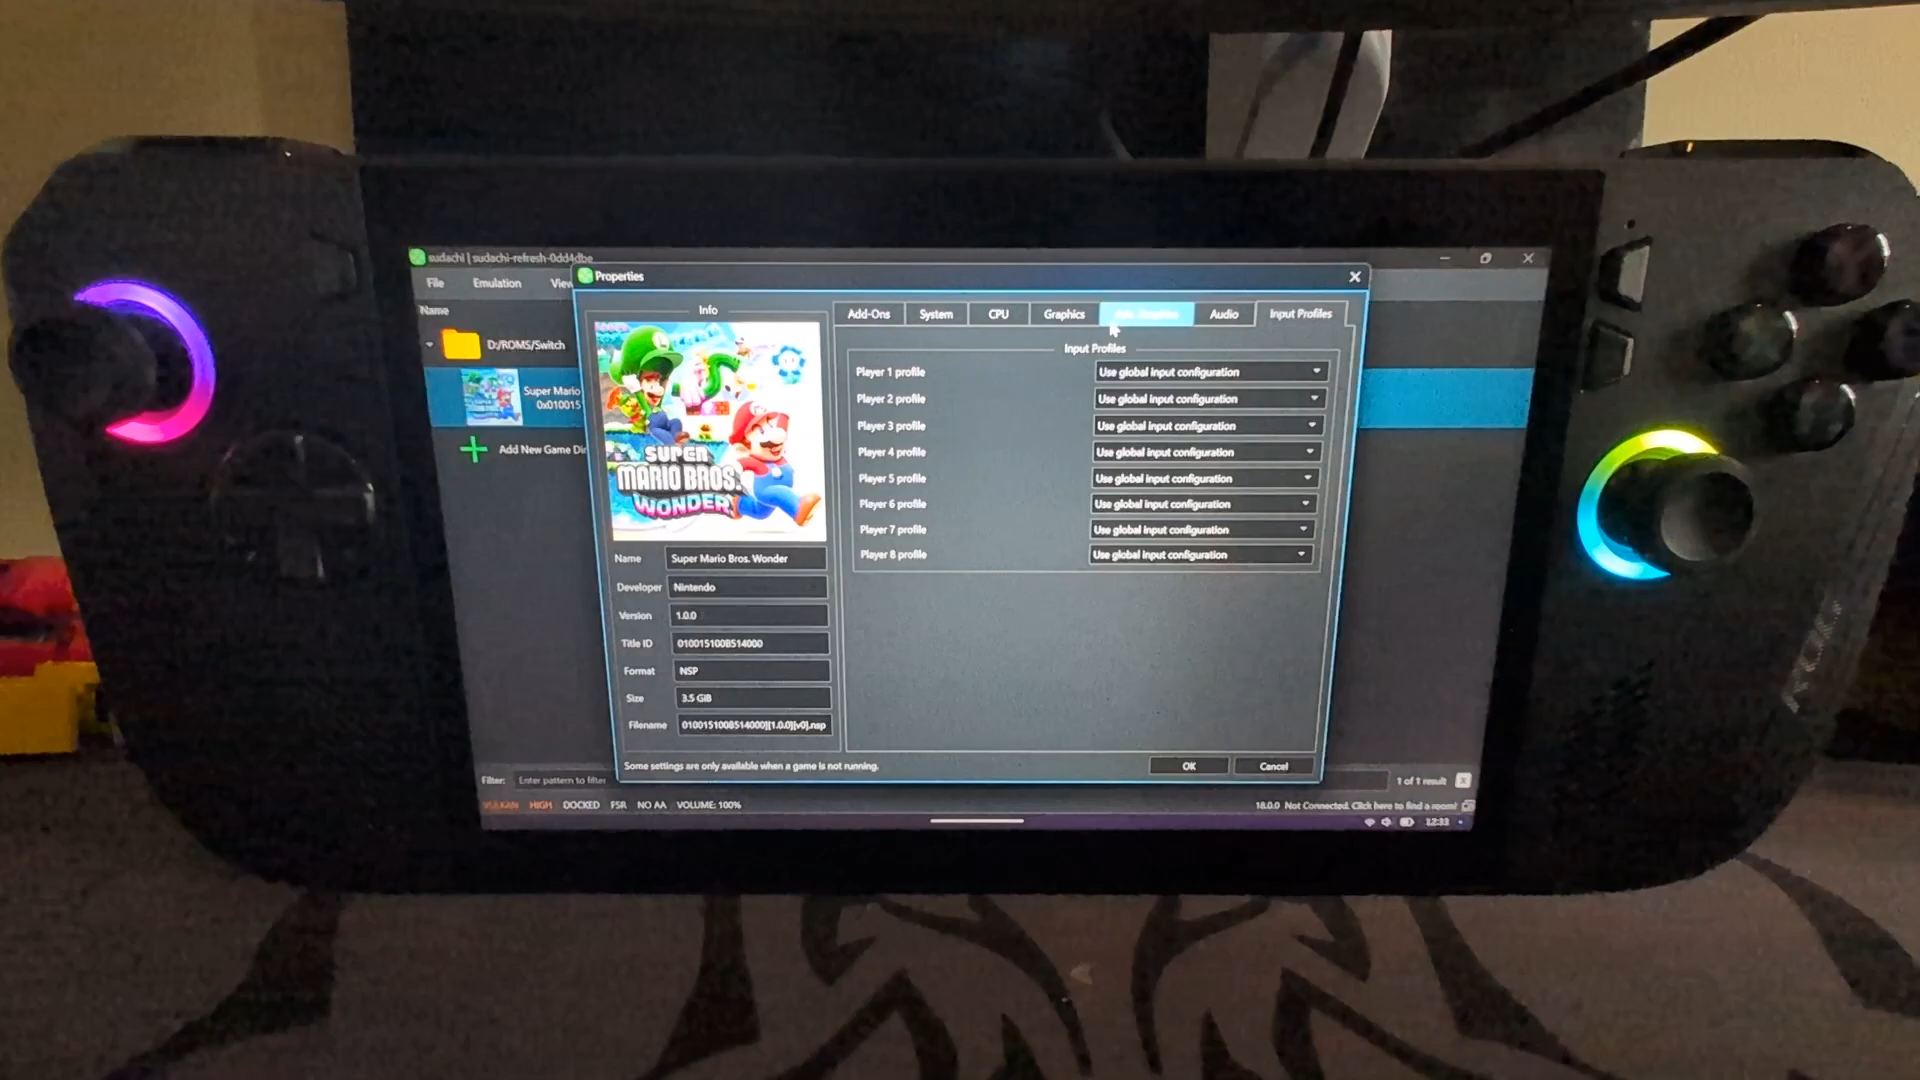 sudachi | sudachi-refresh-0dd4dbe
File Emulation View
Name
D:/ROMS/Switch
Super Mario
0x010015
Add New Game Dir
Properties
Info
SUPER
MARIO BROS.
WONDER
Name Super Mario Bros. Wonder
Developer Nintendo
Version 1.0.0
Title ID 010015100B514000
Format NSP
Size 3.5 GiB
Filename 010015100B514000][1.0.0][v0].nsp
Add-Ons System CPU Graphics Adv. Graphics Audio Input Profiles
Input Profiles
Player 1 profile Use global input configuration
Player 2 profile Use global input configuration
Player 3 profile Use global input configuration
Player 4 profile Use global input configuration
Player 5 profile Use global input configuration
Player 6 profile Use global input configuration
Player 7 profile Use global input configuration
Player 8 profile Use global input configuration
Some settings are only available when a game is not running.
OK Cancel
Filter: Enter pattern to filter 1 of 1 result X
VULKAN HIGH DOCKED FSR NO AA VOLUME: 100% 18.0.0 Not Connected. Click here to find a room!
12:33